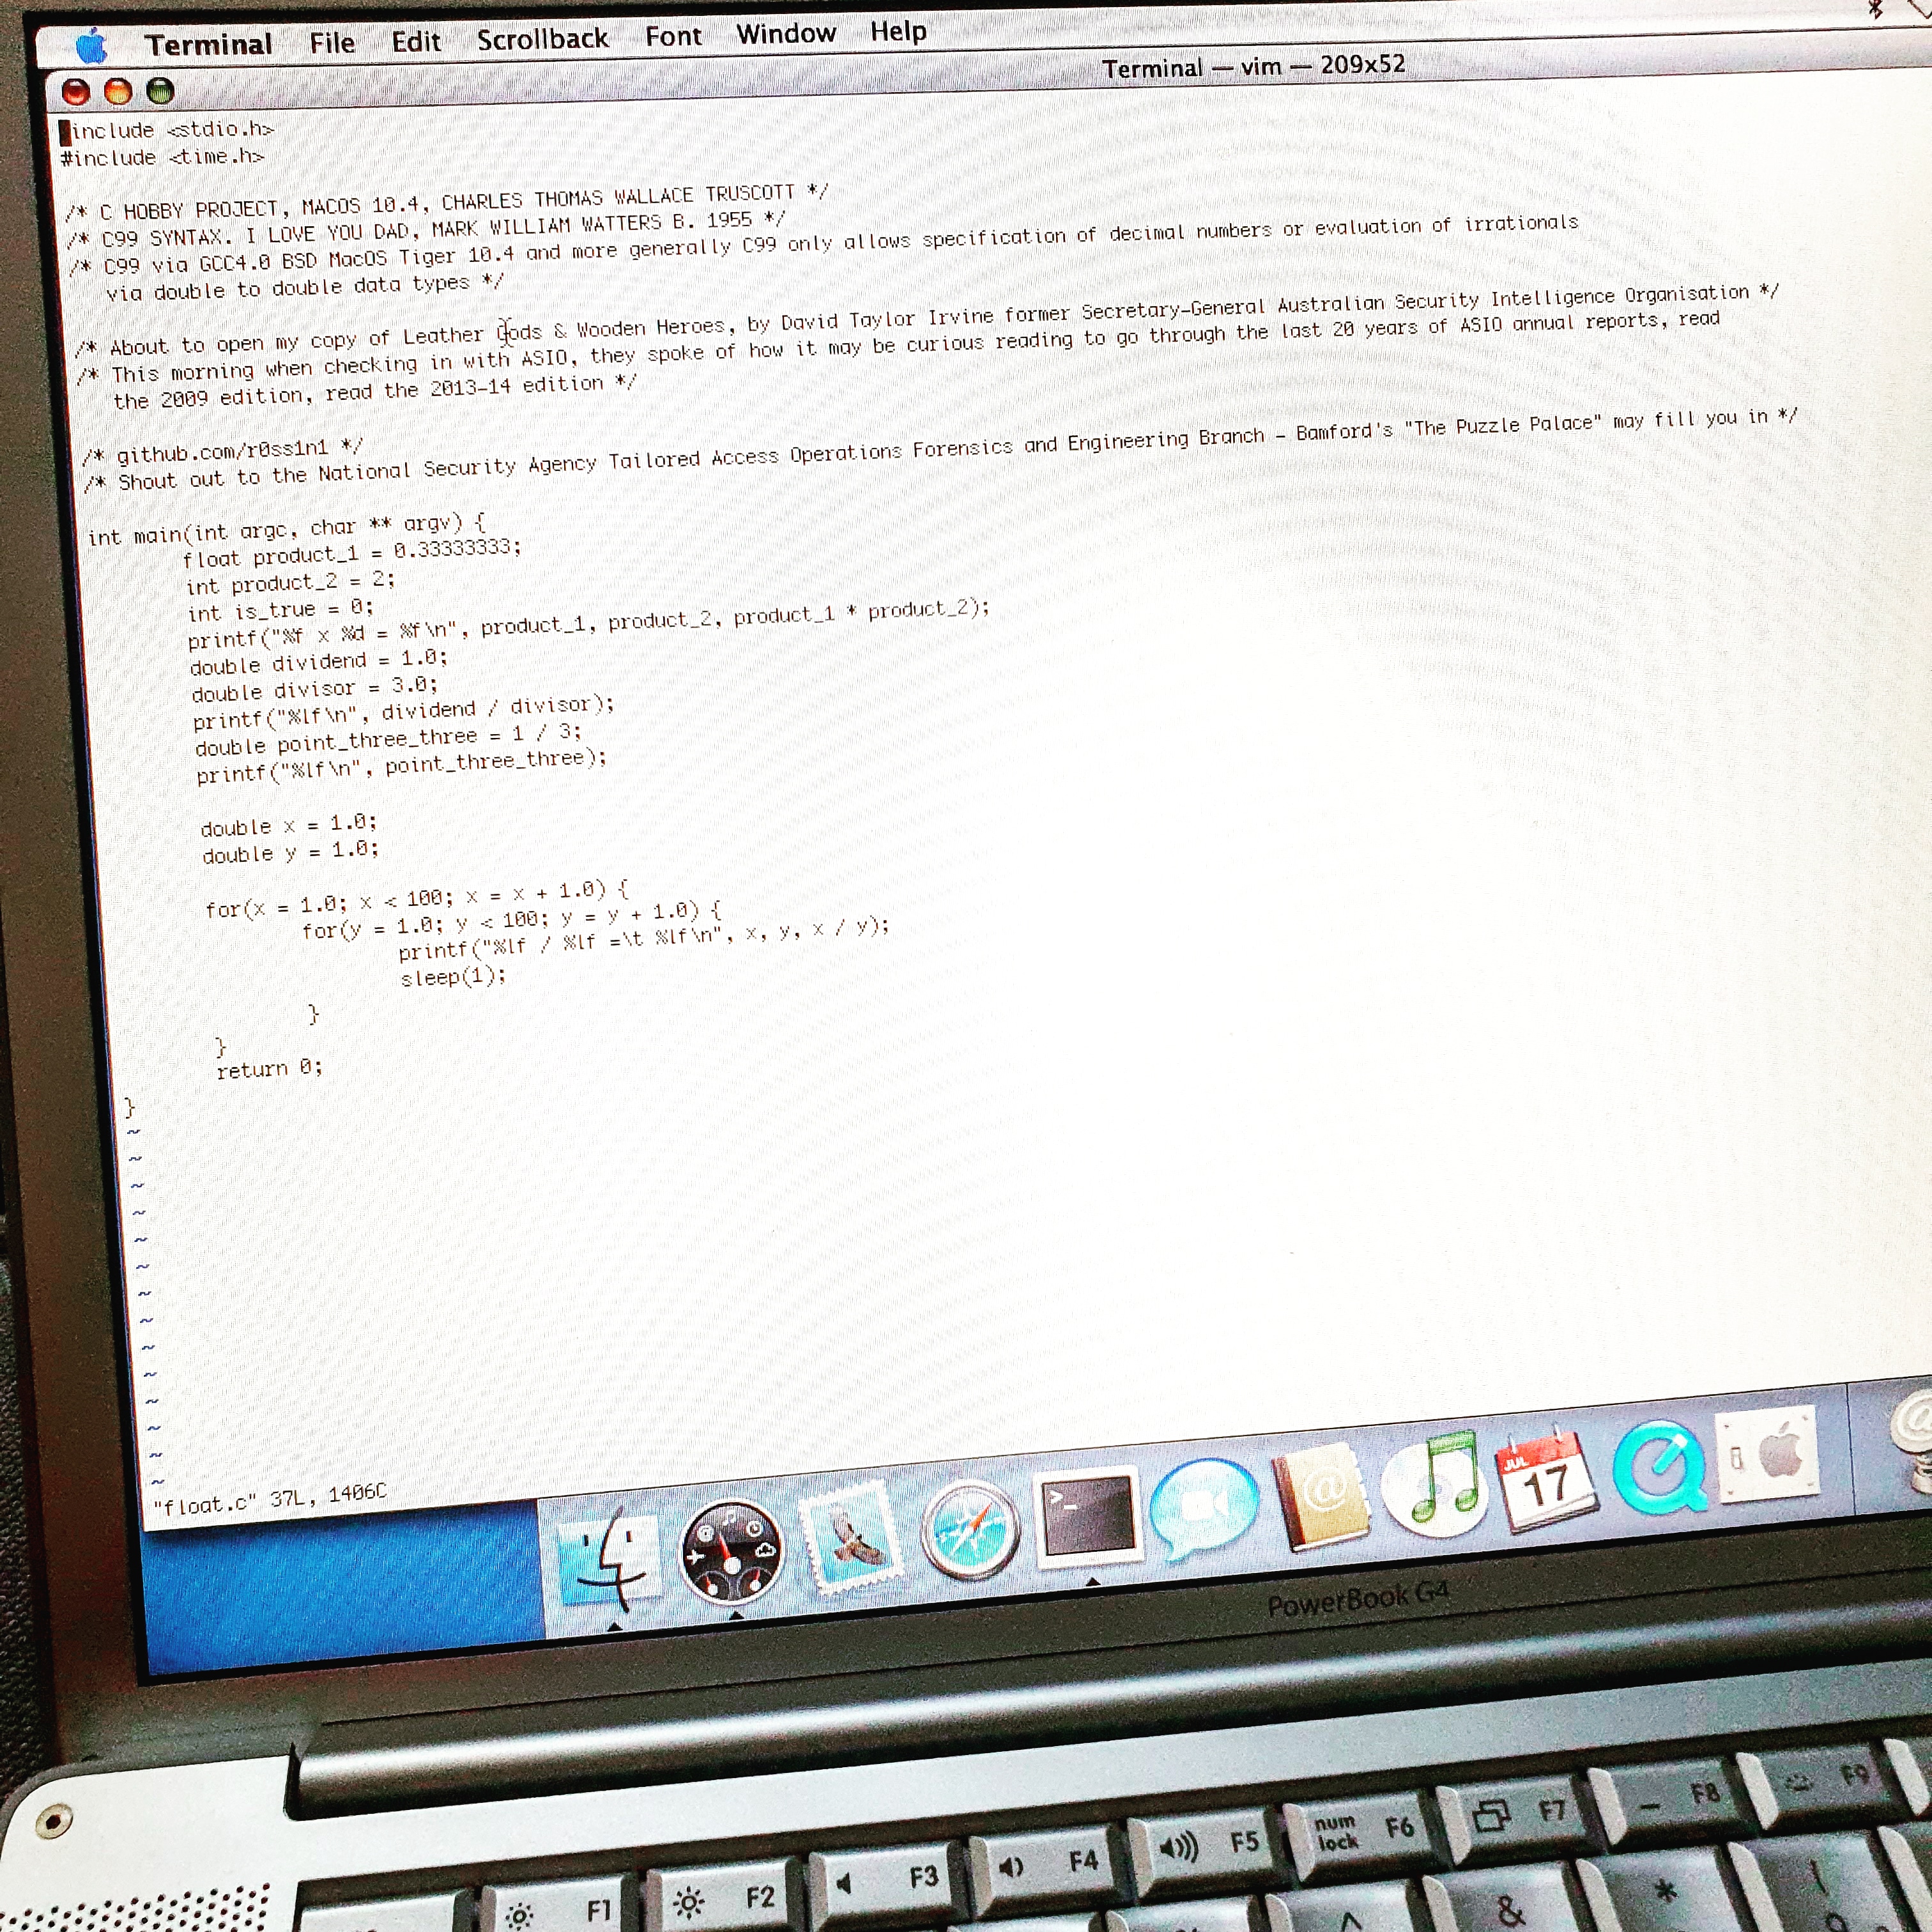 Terminal File Edit Scrollback Font Window Help
Terminal — vim — 209x52
include <stdio.h>
#include <time.h>
/* C HOBBY PROJECT, MACOS 10.4, CHARLES THOMAS WALLACE TRUSCOTT */
/* C99 SYNTAX. I LOVE YOU DAD, MARK WILLIAM WATTERS B. 1955 */
/* C99 via GCC4.0 BSD MacOS Tiger 10.4 and more generally C99 only allows specification of decimal numbers or evaluation of irrationals
via double to double data types */
/* About to open my copy of Leather Gods & Wooden Heroes, by David Taylor Irvine former Secretary-General Australian Security Intelligence Organisation */
/* This morning when checking in with ASIO, they spoke of how it may be curious reading to go through the last 20 years of ASIO annual reports, read
the 2009 edition, read the 2013-14 edition */
/* github.com/r0ss1n1 */
/* Shout out to the National Security Agency Tailored Access Operations Forensics and Engineering Branch - Bamford's "The Puzzle Palace" may fill you in */
int main(int argc, char ** argv) {
float product_1 = 0.33333333;
int product_2 = 2;
int is_true = 0;
printf("%f x %d = %f\n", product_1, product_2, product_1 * product_2);
double dividend = 1.0;
double divisor = 3.0;
printf("%lf\n", dividend / divisor);
double point_three_three = 1 / 3;
printf("%lf\n", point_three_three);
double x = 1.0;
double y = 1.0;
for(x = 1.0; x < 100; x = x + 1.0) {
for(y = 1.0; y < 100; y = y + 1.0) {
printf("%lf / %lf =\t %lf\n", x, y, x / y);
sleep(1);
}
}
return 0;
}
~
~
~
~
~
~
~
~
~
~
~
~
~
~
"float.c" 37L, 1406C
JUL
17
PowerBook G4
F1 F2 F3 F4 F5 num lock F6 F7 F8 F9
^ & * (